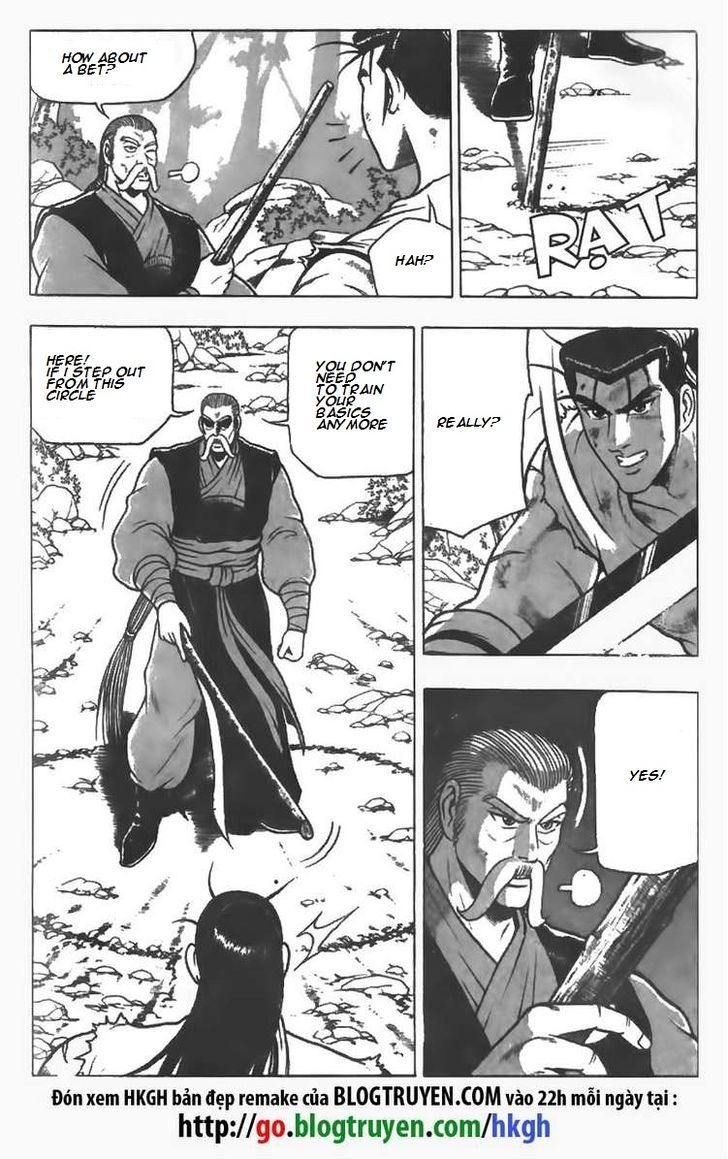 HOW ABOUT
A BET?
HAH?
RẠT
HERE!
IF I STEP OUT
FROM THIS
CIRCLE
YOU DON'T
NEED
TO TRAIN
YOUR
BASICS
ANYMORE
REALLY?
YES!
Đón xem HKGH bản đẹp remake của BLOGTRUYEN.COM vào 22h mỗi ngày tại :
http://go.blogtruyen.com/hkgh